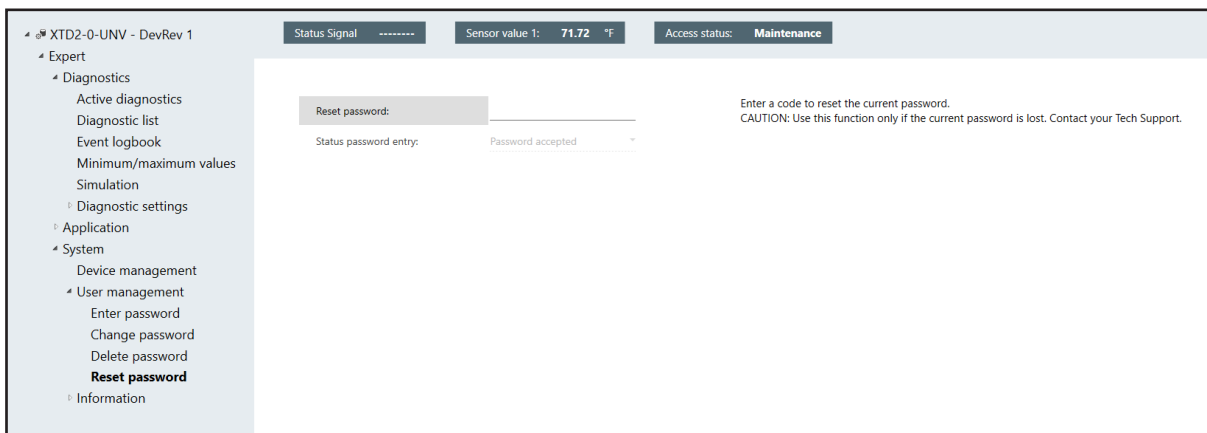 XTD2-0-UNV - DevRev 1
Expert
Diagnostics
Active diagnostics
Diagnostic list
Event logbook
Minimum/maximum values
Simulation
Diagnostic settings
Application
System
Device management
User management
Enter password
Change password
Delete password
Reset password
Information
Status Signal --------
Sensor value 1: 71.72 °F
Access status: Maintenance
Reset password:
Status password entry: Password accepted
Enter a code to reset the current password.
CAUTION: Use this function only if the current password is lost. Contact your Tech Support.